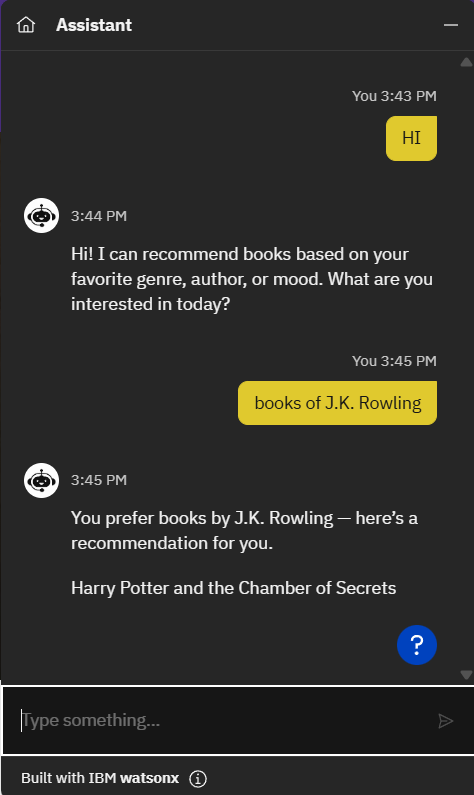 Assistant
You 3:43 PM
HI
3:44 PM
Hi! I can recommend books based on your
favorite genre, author, or mood. What are you
interested in today?
You 3:45 PM
books of J.K. Rowling
3:45 PM
You prefer books by J.K. Rowling — here’s a
recommendation for you.
Harry Potter and the Chamber of Secrets
?
Type something...
Built with IBM watsonx